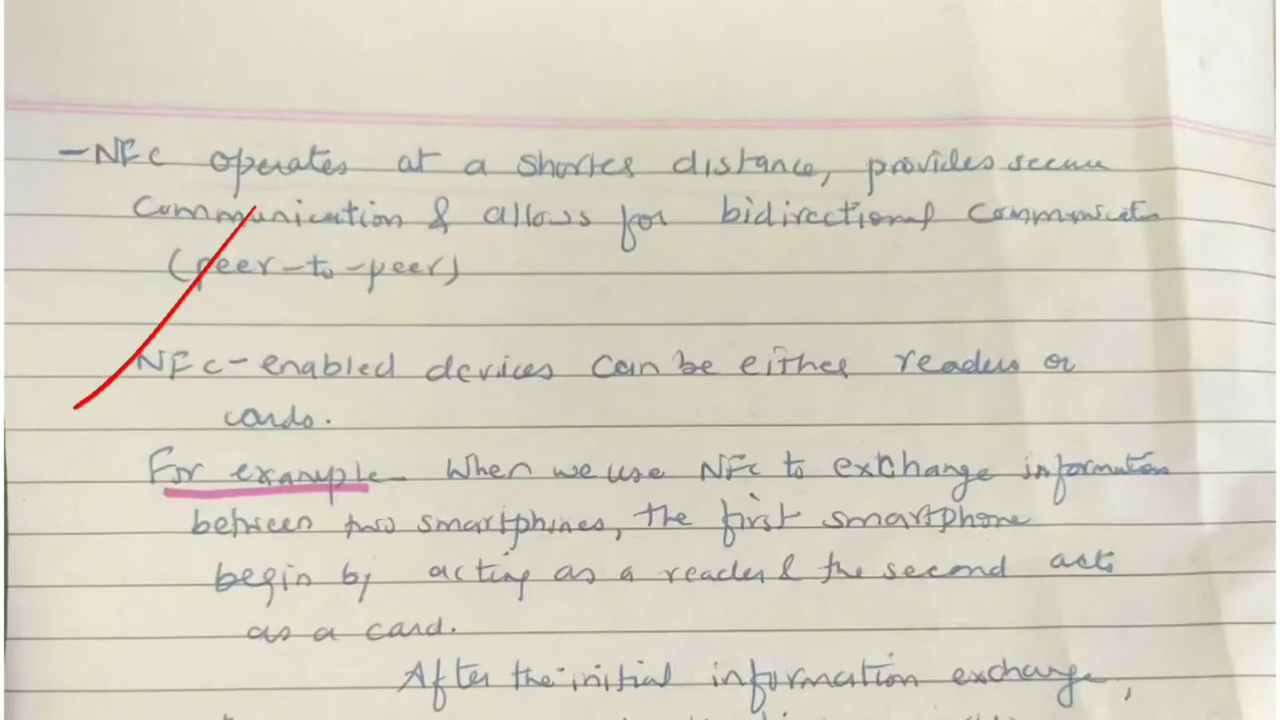 -NFC operates at a shorter distance, provides secure
communication & allows for bidirectional communicatn
(peer-to-peer)
NFC-enabled devices can be either readers or
cards.
For example When we use NFC to exchange information
between two smartphones, the first smartphone
begin by acting as a reader & the second acts
as a card.
After the initial information exchange,